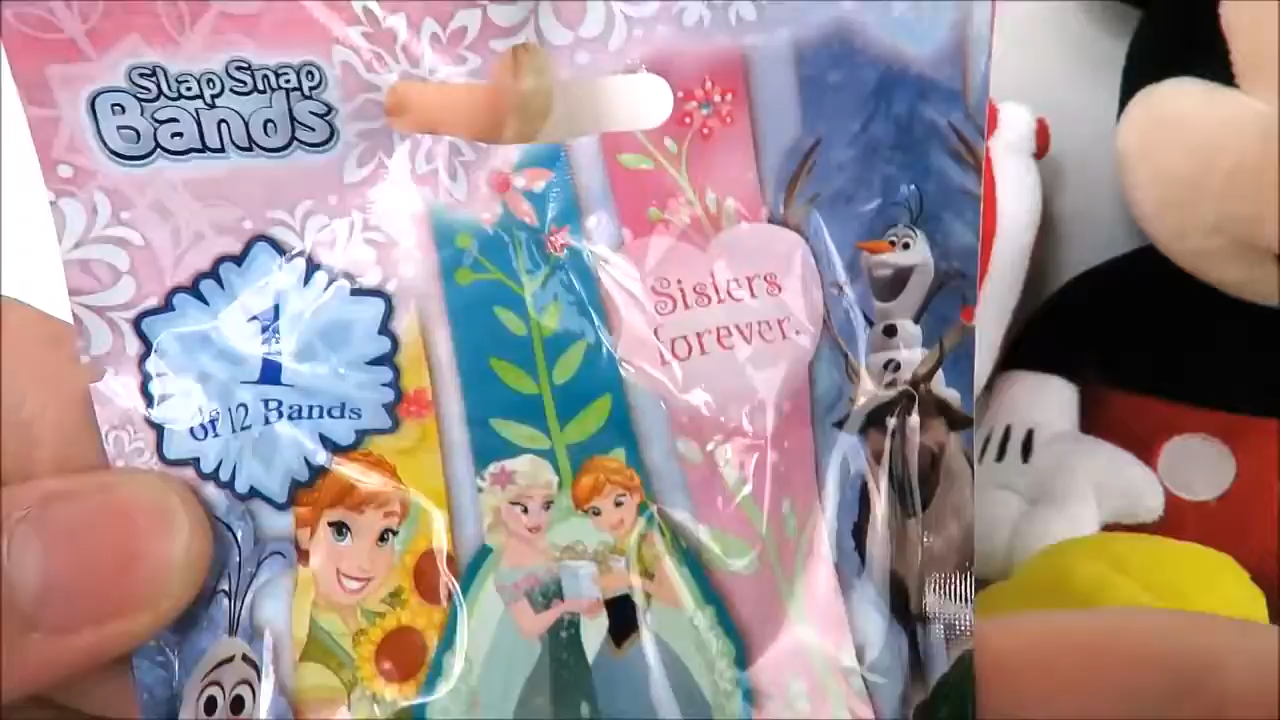 Slap Snap
Bands
1
of 12 Bands
Sisters
forever.